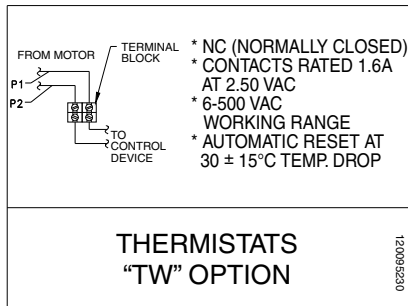 FROM MOTOR
P1
P2
TERMINAL
BLOCK
TO
CONTROL
DEVICE
* NC (NORMALLY CLOSED)
* CONTACTS RATED 1.6A
AT 2.50 VAC
* 6-500 VAC
WORKING RANGE
* AUTOMATIC RESET AT
30 ± 15°C TEMP. DROP
THERMISTATS
“TW” OPTION
120095230